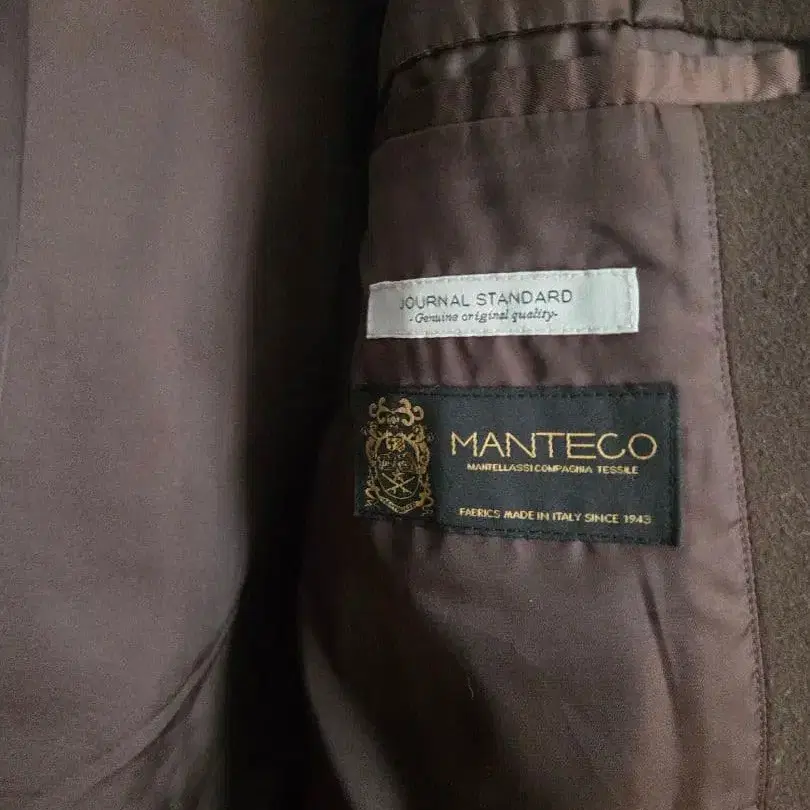 JOURNAL STANDARD
- Genuine original quality-
MANTECO
MANTELLASSI COMPAGNIA TESSILE
FABRICS MADE IN ITALY SINCE 1943